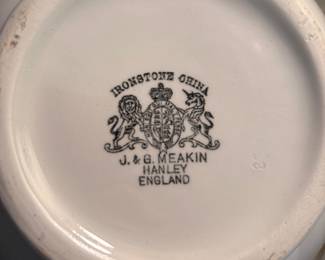 IRONSTONE CHINA
J. & G. MEAKIN
HANLEY
ENGLAND